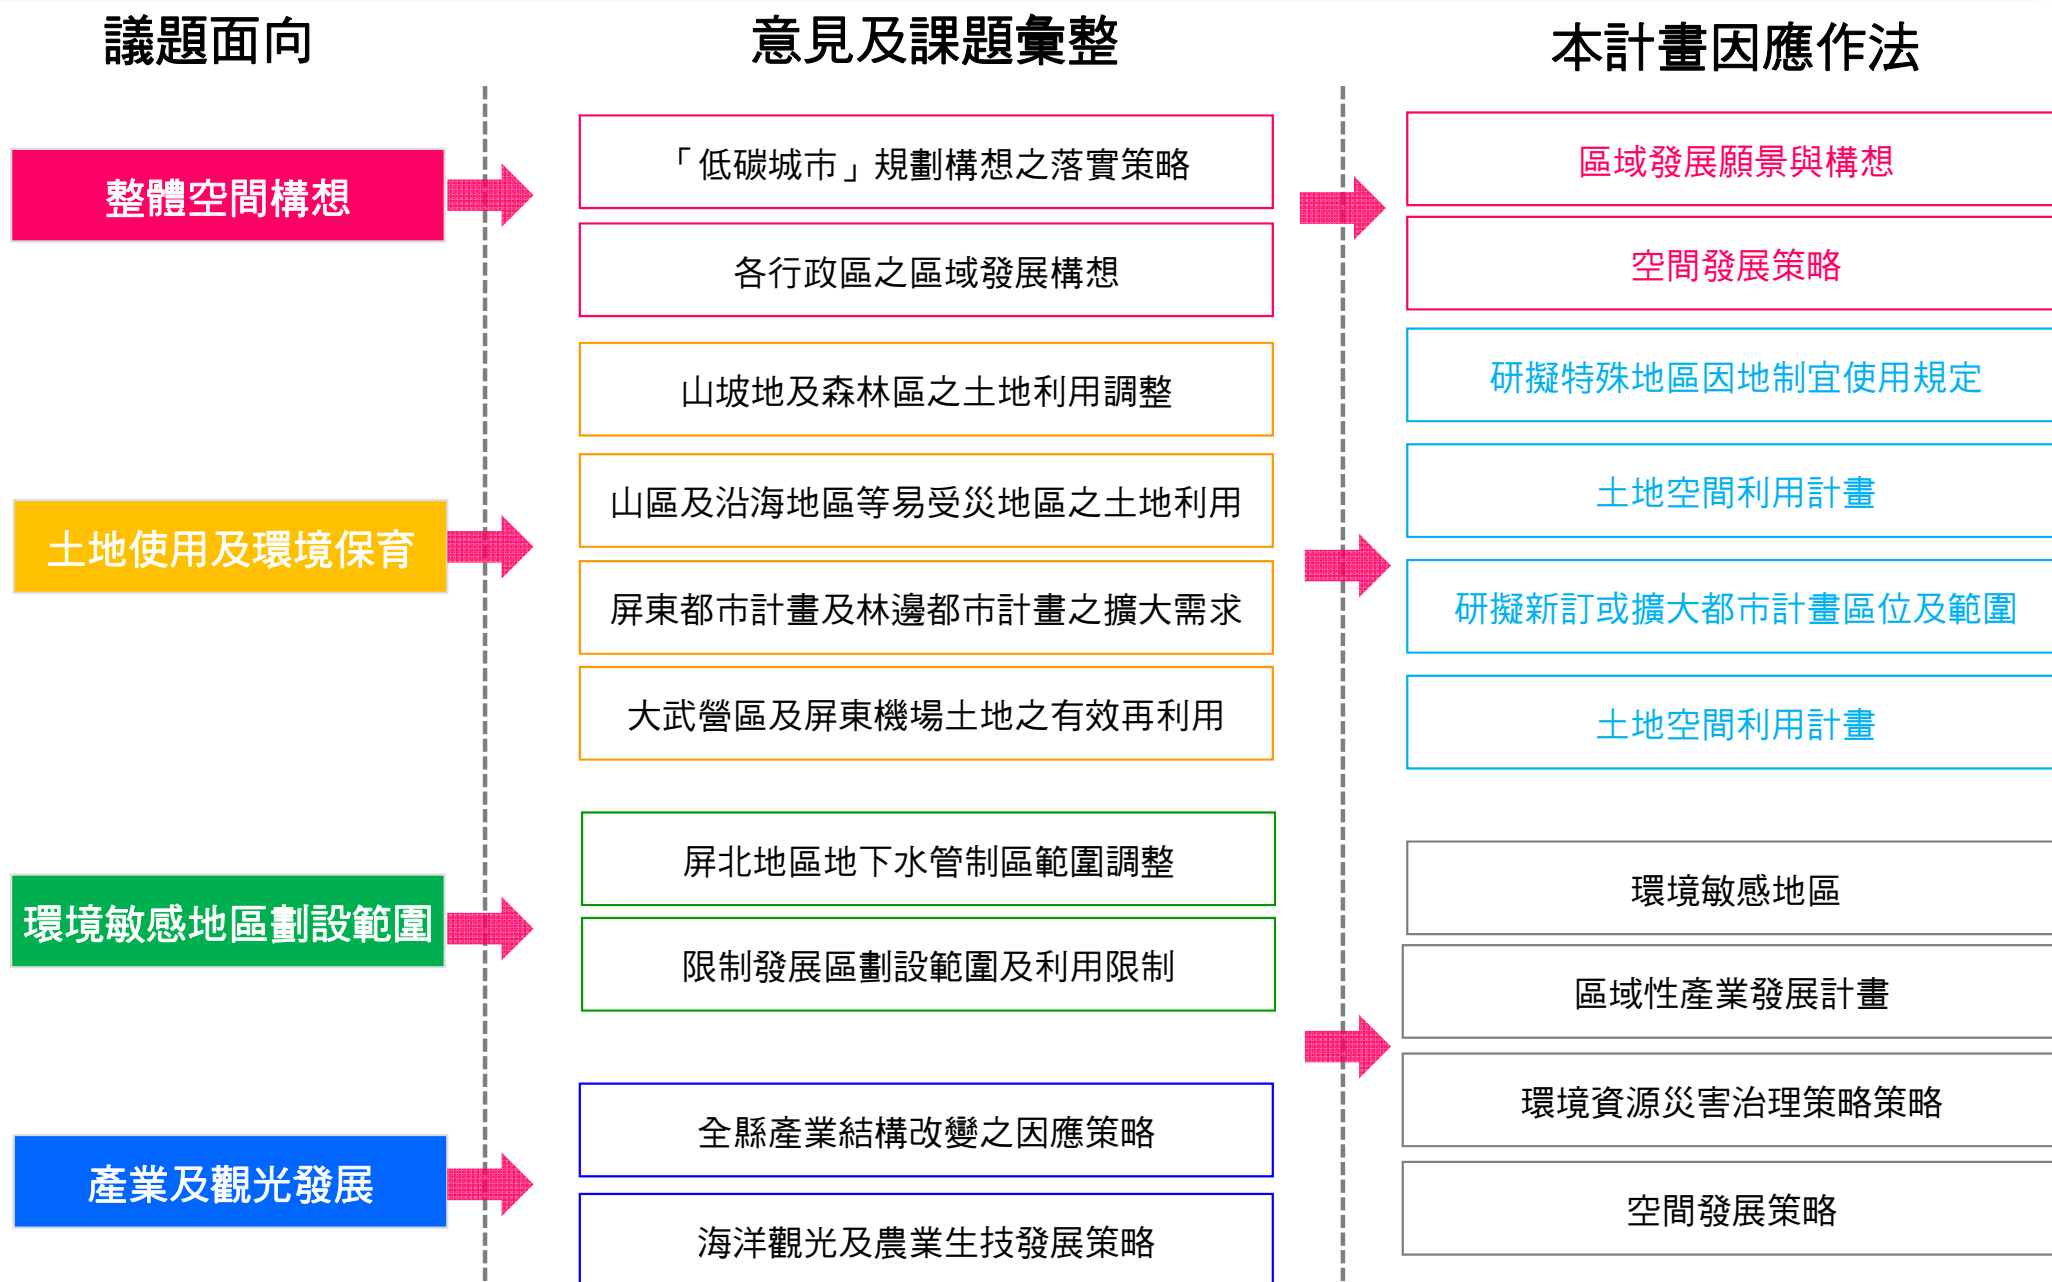 議題面向
意見及課題彙整
本計畫因應作法
整體空間構想
「低碳城市」規劃構想之落實策略
各行政區之區域發展構想
區域發展願景與構想
空間發展策略
土地使用及環境保育
山坡地及森林區之土地利用調整
山區及沿海地區等易受災地區之土地利用
屏東都市計畫及林邊都市計畫之擴大需求
大武營區及屏東機場土地之有效再利用
研擬特殊地區因地制宜使用規定
土地空間利用計畫
研擬新訂或擴大都市計畫區位及範圍
土地空間利用計畫
環境敏感地區劃設範圍
屏北地區地下水管制區範圍調整
限制發展區劃設範圍及利用限制
產業及觀光發展
全縣產業結構改變之因應策略
海洋觀光及農業生技發展策略
環境敏感地區
區域性產業發展計畫
環境資源災害治理策略策略
空間發展策略